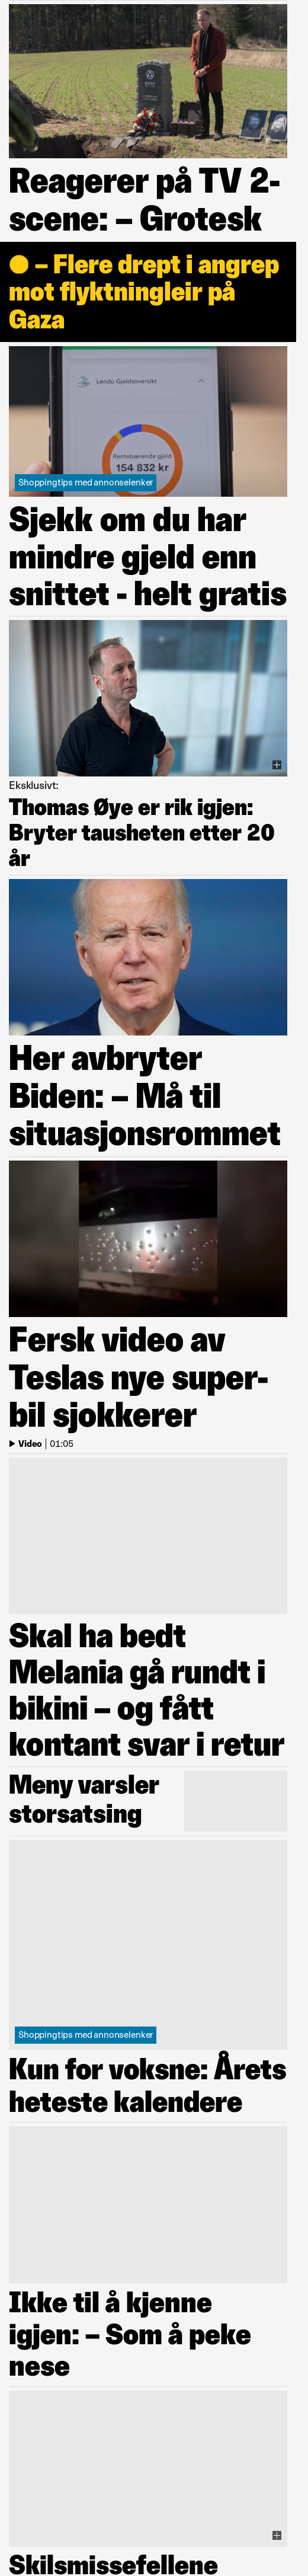 Reagerer på TV 2-
scene: – Grotesk
– Flere drept i angrep
mot flyktningleir på
Gaza
Lendo Gjeldsoversikt
Rentebærende gjeld
154 832 kr
Shoppingtips med annonselenker
Sjekk om du har
mindre gjeld enn
snittet - helt gratis
Eksklusivt:
Thomas Øye er rik igjen:
Bryter tausheten etter 20
år
Her avbryter
Biden: – Må til
situasjonsrommet
Fersk video av
Teslas nye super-
bil sjokkerer
Video | 01:05
Skal ha bedt
Melania gå rundt i
bikini – og fått
kontant svar i retur
Meny varsler
storsatsing
Shoppingtips med annonselenker
Kun for voksne: Årets
heteste kalendere
Ikke til å kjenne
igjen: – Som å peke
nese
Skilsmissefellene